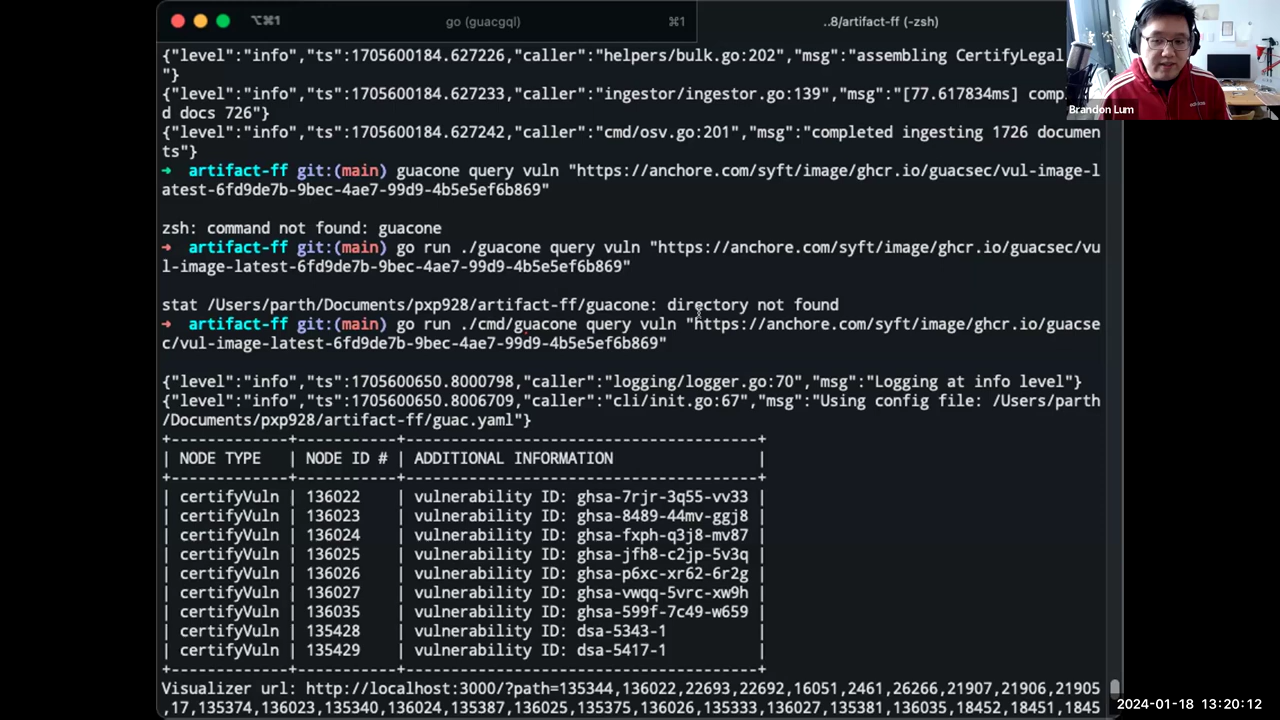 ⌥⌘1
go (guacgql)
⌘1
..8/artifact-ff (-zsh)
Brandon Lum
{"level":"info","ts":1705600184.627226,"caller":"helpers/bulk.go:202","msg":"assembling CertifyLegal
"}
{"level":"info","ts":1705600184.627233,"caller":"ingestor/ingestor.go:139","msg":"[77.617834ms] comp
d docs 726"}
{"level":"info","ts":1705600184.627242,"caller":"cmd/osv.go:201","msg":"completed ingesting 1726 documen
ts"}
➜  artifact-ff git:(main) guacone query vuln "https://anchore.com/syft/image/ghcr.io/guacsec/vul-image-l
atest-6fd9de7b-9bec-4ae7-99d9-4b5e5ef6b869"
zsh: command not found: guacone
➜  artifact-ff git:(main) go run ./guacone query vuln "https://anchore.com/syft/image/ghcr.io/guacsec/vu
l-image-latest-6fd9de7b-9bec-4ae7-99d9-4b5e5ef6b869"
stat /Users/parth/Documents/pxp928/artifact-ff/guacone: directory not found
➜  artifact-ff git:(main) go run ./cmd/guacone query vuln "https://anchore.com/syft/image/ghcr.io/guacse
c/vul-image-latest-6fd9de7b-9bec-4ae7-99d9-4b5e5ef6b869"
{"level":"info","ts":1705600650.8000798,"caller":"logging/logger.go:70","msg":"Logging at info level"}
{"level":"info","ts":1705600650.8006709,"caller":"cli/init.go:67","msg":"Using config file: /Users/parth
/Documents/pxp928/artifact-ff/guac.yaml"}
+-------------+-----------+---------------------------------------+
| NODE TYPE   | NODE ID # | ADDITIONAL INFORMATION                |
+-------------+-----------+---------------------------------------+
| certifyVuln | 136022    | vulnerability ID: ghsa-7rjr-3q55-vv33 |
| certifyVuln | 136023    | vulnerability ID: ghsa-8489-44mv-ggj8 |
| certifyVuln | 136024    | vulnerability ID: ghsa-fxph-q3j8-mv87 |
| certifyVuln | 136025    | vulnerability ID: ghsa-jfh8-c2jp-5v3q |
| certifyVuln | 136026    | vulnerability ID: ghsa-p6xc-xr62-6r2g |
| certifyVuln | 136027    | vulnerability ID: ghsa-vwqq-5vrc-xw9h |
| certifyVuln | 136035    | vulnerability ID: ghsa-599f-7c49-w659 |
| certifyVuln | 135428    | vulnerability ID: dsa-5343-1          |
| certifyVuln | 135429    | vulnerability ID: dsa-5417-1          |
+-------------+-----------+---------------------------------------+
Visualizer url: http://localhost:3000/?path=135344,136022,22693,22692,16051,2461,26266,21907,21906,21905
,17,135374,136023,135340,136024,135387,136025,135375,136026,135333,136027,135381,136035,18452,18451,1845
2024-01-18 13:20:12